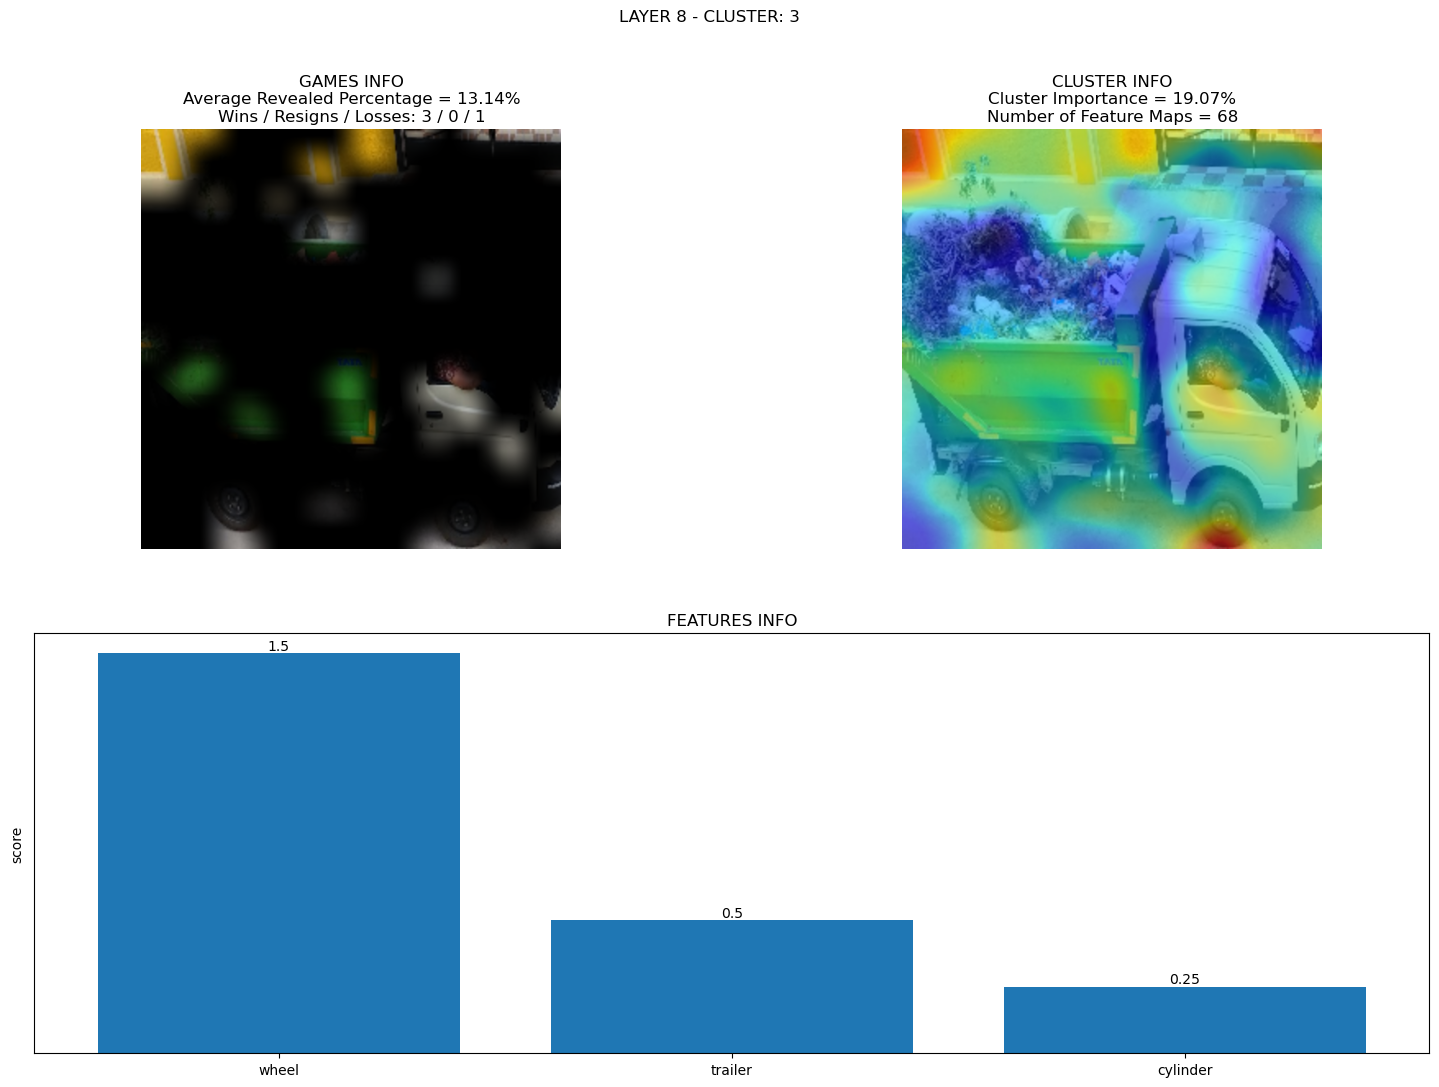 LAYER 8 - CLUSTER: 3
GAMES INFO
Average Revealed Percentage = 13.14%
Wins / Resigns / Losses: 3 / 0 / 1
CLUSTER INFO
Cluster Importance = 19.07%
Number of Feature Maps = 68
FEATURES INFO
score
1.5
0.5
0.25
wheel
trailer
cylinder